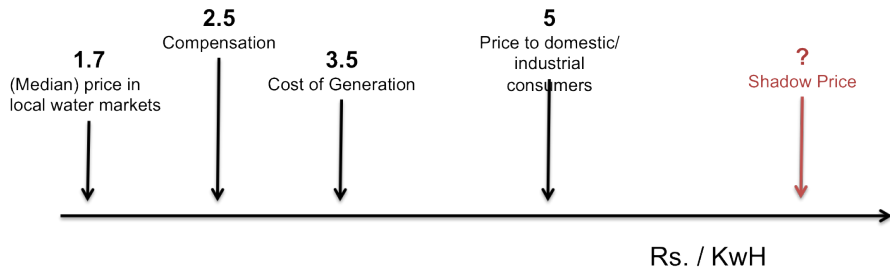 1.7
(Median) price in
local water markets
2.5
Compensation
3.5
Cost of Generation
5
Price to domestic/
industrial
consumers
?
Shadow Price
Rs. / KwH